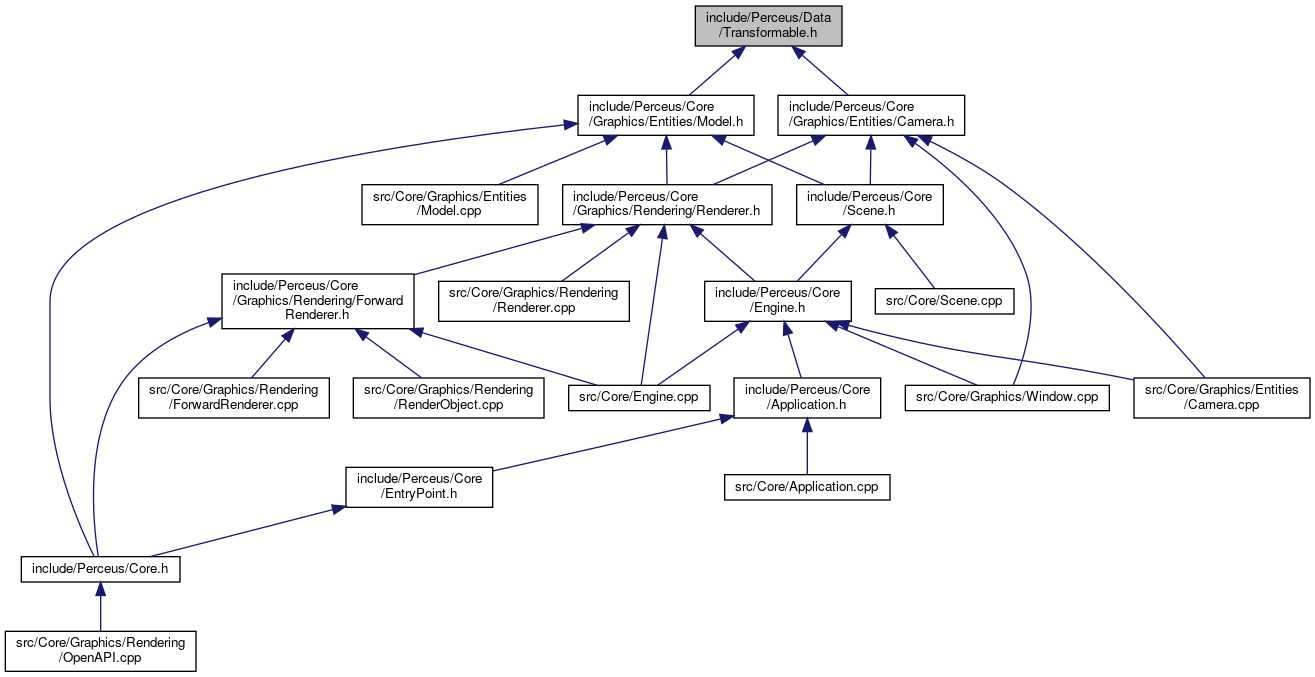 include/Perceus/Data
/Transformable.h
include/Perceus/Core
/Graphics/Entities/Model.h
include/Perceus/Core
/Graphics/Entities/Camera.h
src/Core/Graphics/Entities
/Model.cpp
include/Perceus/Core
/Graphics/Rendering/Renderer.h
include/Perceus/Core
/Scene.h
include/Perceus/Core
/Graphics/Rendering/Forward
Renderer.h
src/Core/Graphics/Rendering
/Renderer.cpp
include/Perceus/Core
/Engine.h
src/Core/Scene.cpp
src/Core/Graphics/Rendering
/ForwardRenderer.cpp
src/Core/Graphics/Rendering
/RenderObject.cpp
src/Core/Engine.cpp
include/Perceus/Core
/Application.h
src/Core/Graphics/Window.cpp
src/Core/Graphics/Entities
/Camera.cpp
include/Perceus/Core
/EntryPoint.h
src/Core/Application.cpp
include/Perceus/Core.h
src/Core/Graphics/Rendering
/OpenAPI.cpp